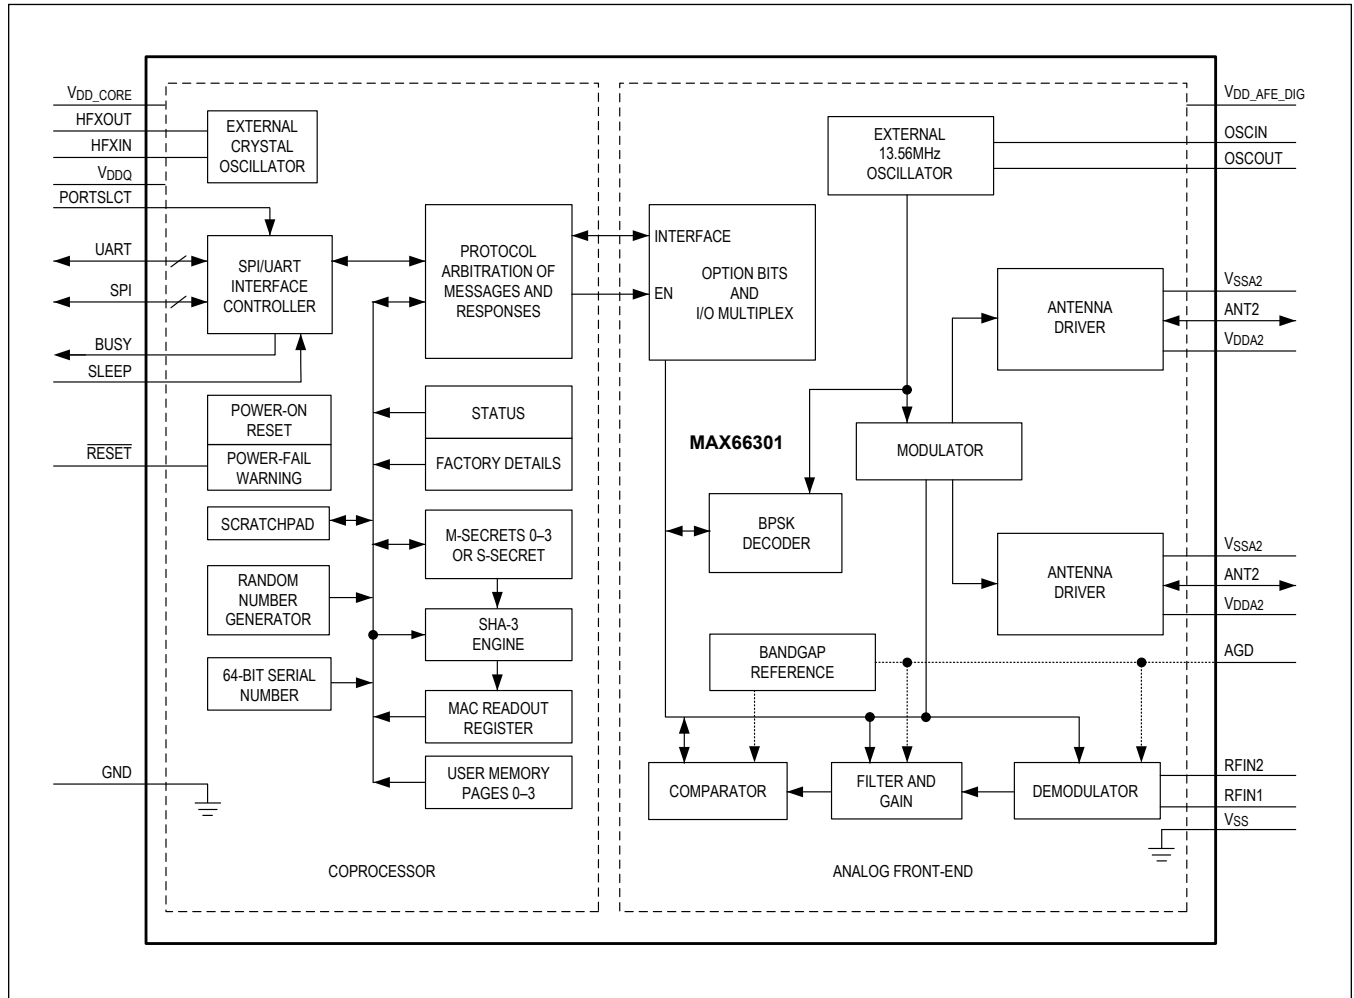 VDD_CORE
HFXOUT
HFXIN
VDDQ
PORTSLCT
UART
SPI
BUSY
SLEEP
RESET
GND
EXTERNAL
CRYSTAL
OSCILLATOR
SPI/UART
INTERFACE
CONTROLLER
POWER-ON
RESET
POWER-FAIL
WARNING
SCRATCHPAD
RANDOM
NUMBER
GENERATOR
64-BIT SERIAL
NUMBER
PROTOCOL
ARBITRATION OF
MESSAGES AND
RESPONSES
STATUS
FACTORY DETAILS
M-SECRETS 0–3
OR S-SECRET
SHA-3
ENGINE
MAC READOUT
REGISTER
USER MEMORY
PAGES 0–3
COPROCESSOR
INTERFACE
EN
OPTION BITS
AND
I/O MULTIPLEX
EXTERNAL
13.56MHz
OSCILLATOR
MAX66301
MODULATOR
BPSK
DECODER
ANTENNA
DRIVER
ANTENNA
DRIVER
BANDGAP
REFERENCE
COMPARATOR
FILTER AND
GAIN
DEMODULATOR
ANALOG FRONT-END
VDD_AFE_DIG
OSCIN
OSCOUT
VSSA2
ANT2
VDDA2
VSSA2
ANT2
VDDA2
AGD
RFIN2
RFIN1
VSS